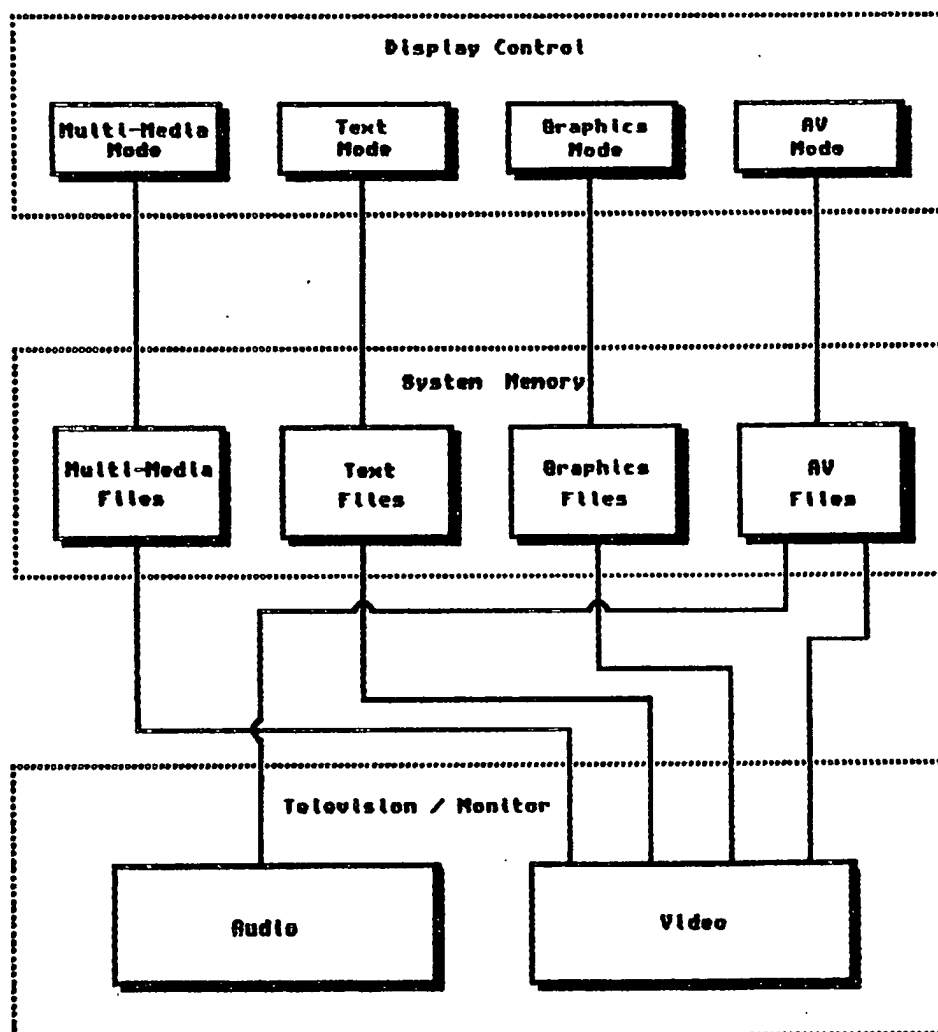 Display Control
Multi-Media
Mode
Text
Mode
Graphics
Mode
AV
Mode
System Memory
Multi-Media
Files
Text
Files
Graphics
Files
AV
Files
Television / Monitor
Audio
Video